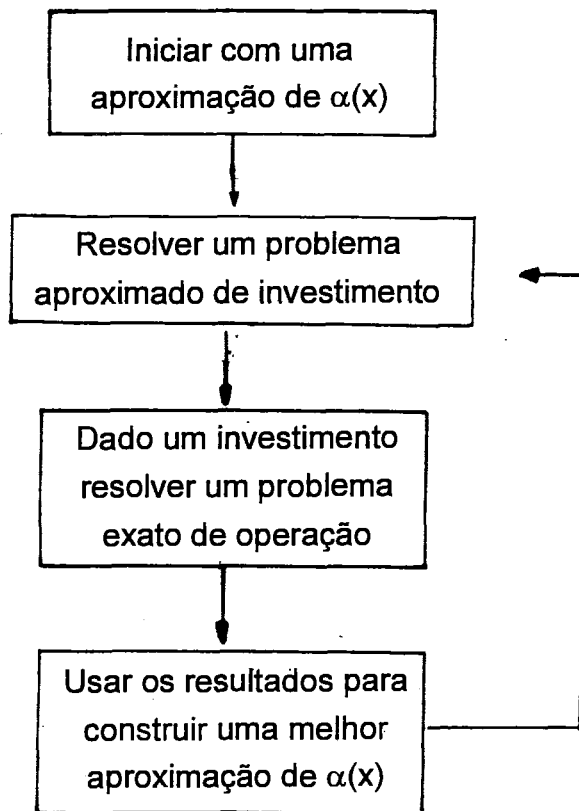 Iniciar com uma
aproximação de α(x)
Resolver um problema
aproximado de investimento
Dado um investimento
resolver um problema
exato de operação
Usar os resultados para
construir uma melhor
aproximação de α(x)